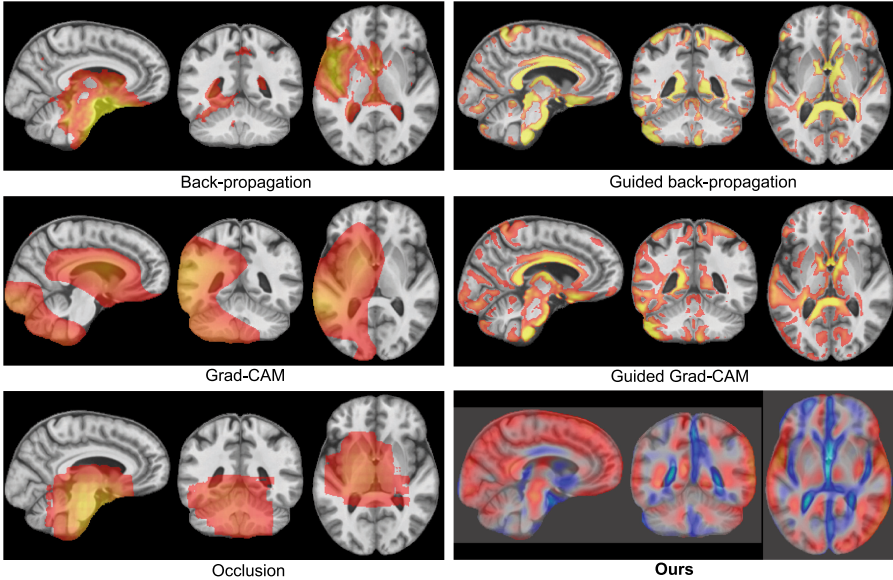 Back-propagation
Guided back-propagation
Grad-CAM
Guided Grad-CAM
Occlusion
Ours